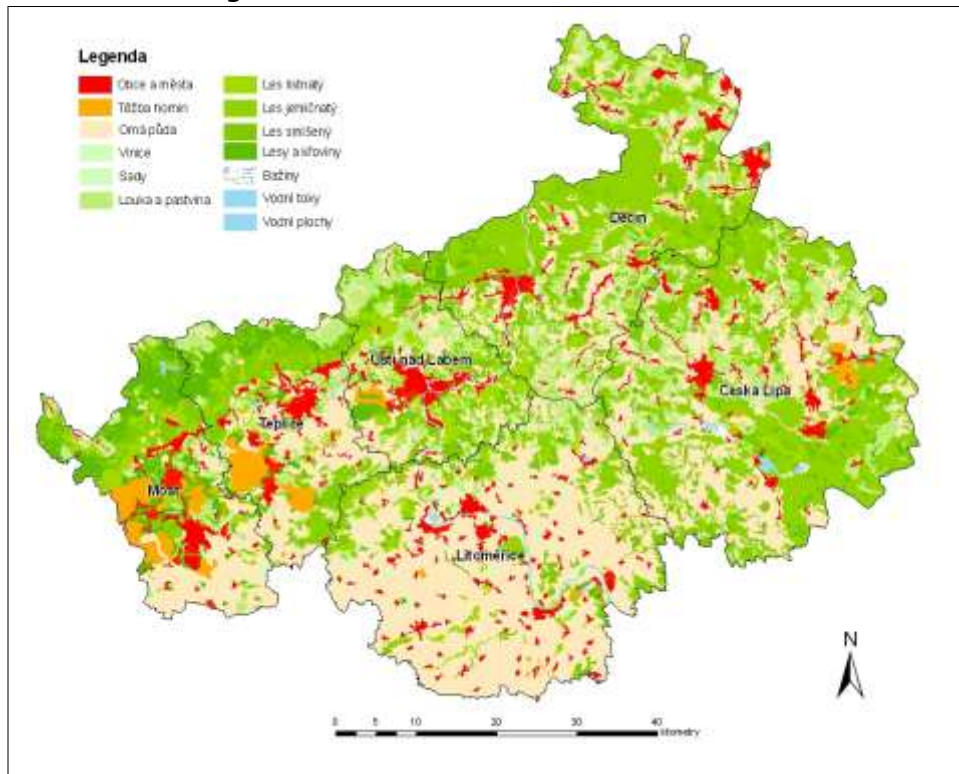 Legenda
Obce a města
Těžba hornin
Orná půda
Vinice
Sady
Louka a pastvina
Les listnatý
Les jehličnatý
Les smíšený
Lesy a křoviny
Bažiny
Vodní toky
Vodní plochy
Děčín
Ústí nad Labem
Česká Lípa
Teplice
Most
Litoměřice
N
0 5 10 20 30 40
kilometry